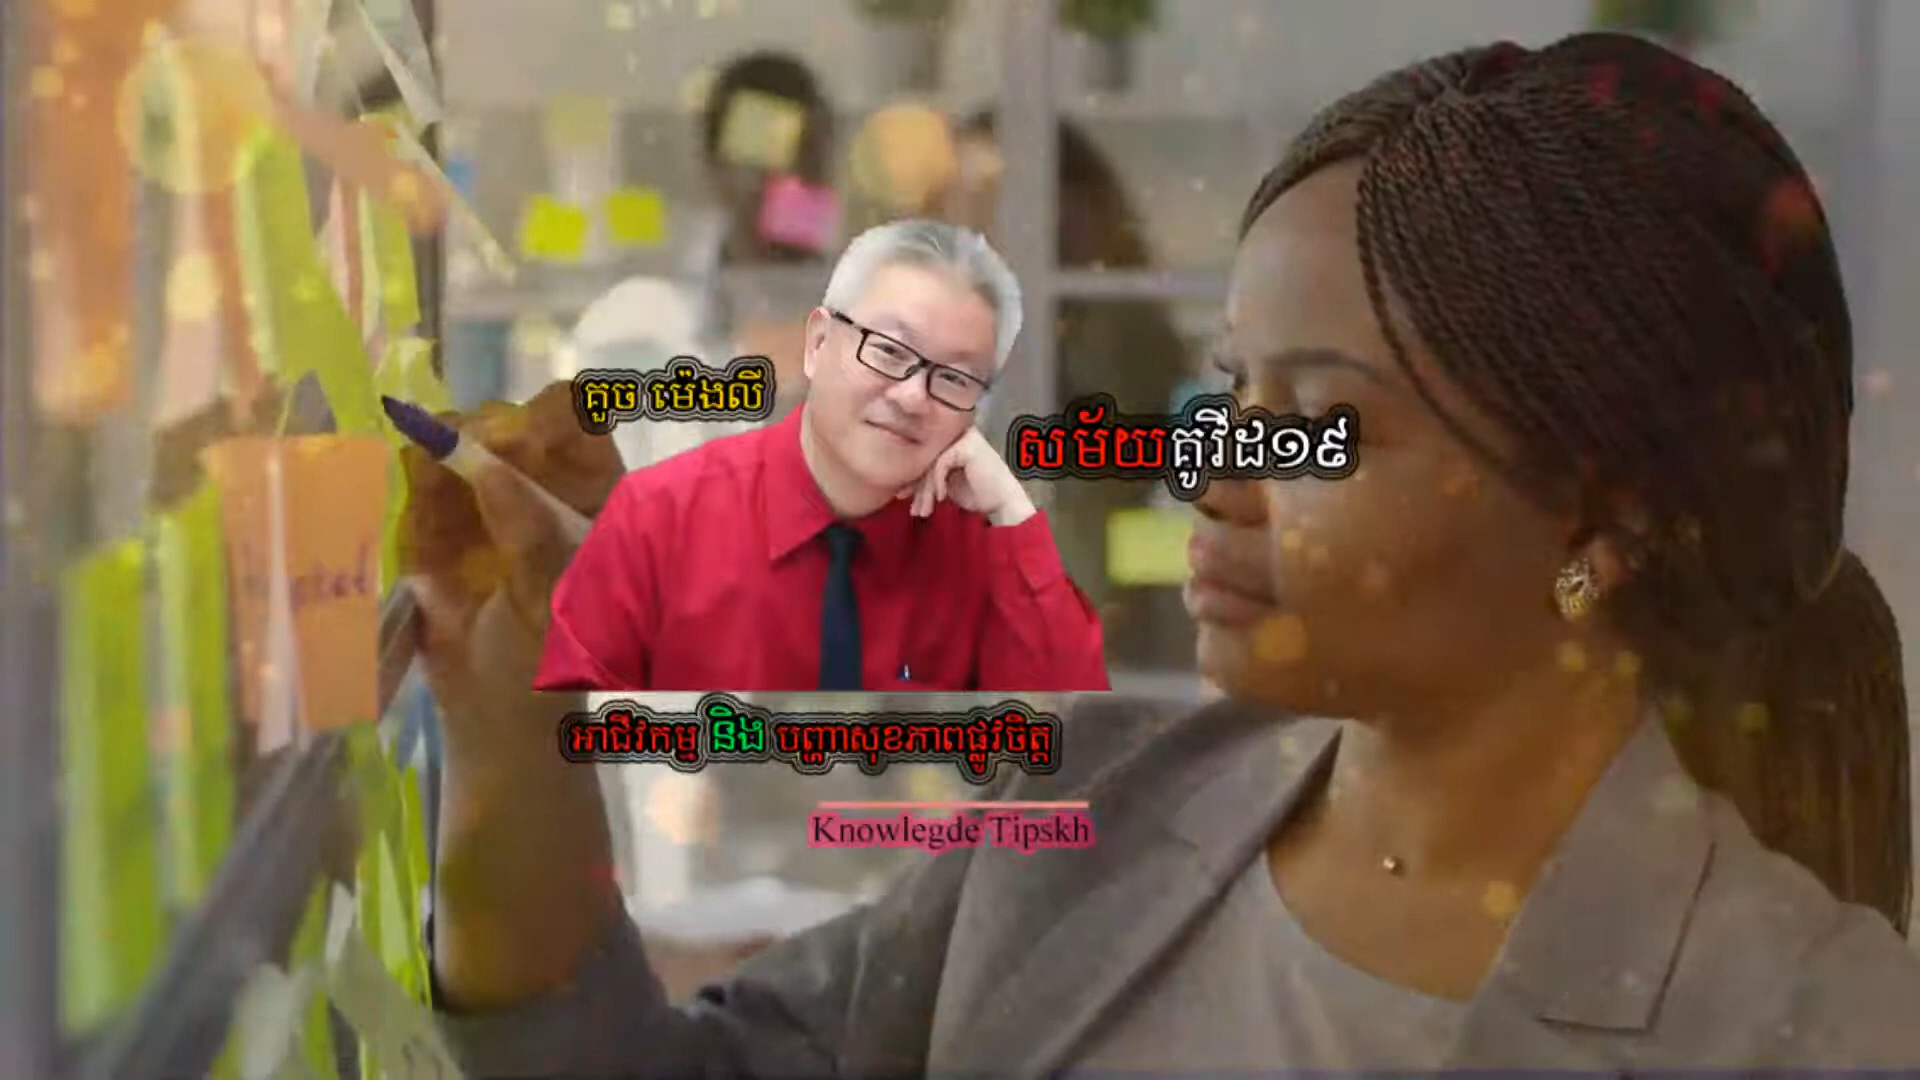 គួច ម៉េងលី
សម័យគូវីដ១៩
អាជីវកម្ម និង បញ្ហាសុខភាពផ្លូវចិត្ត
Knowlegde Tipskh